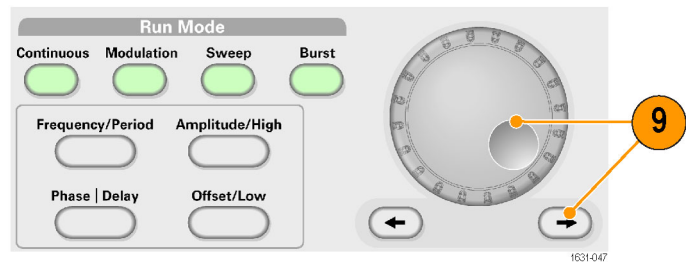 Run Mode
Continuous Modulation Sweep Burst
Frequency/Period Amplitude/High
9
Phase | Delay Offset/Low
1631-047